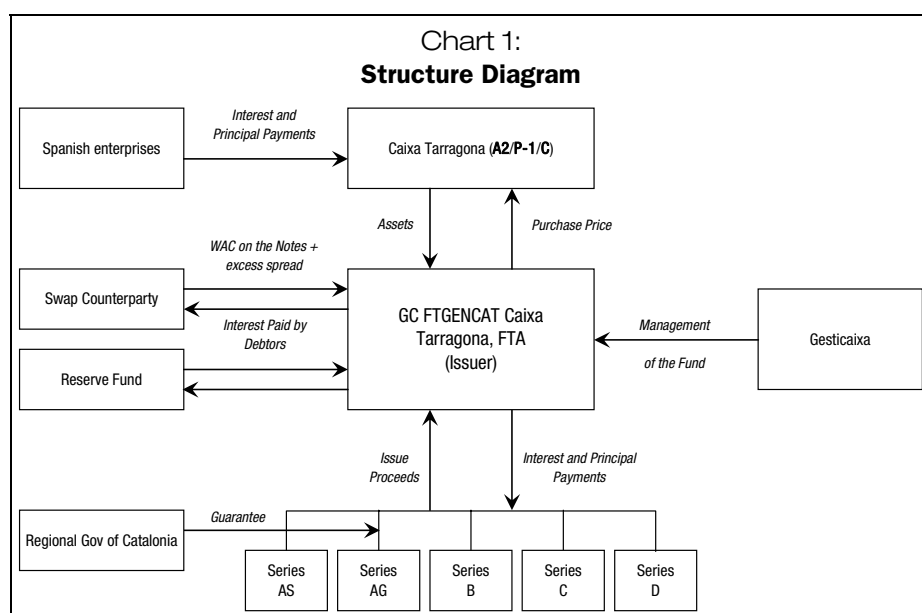 Chart 1:
Structure Diagram
Interest and
Principal Payments
Spanish enterprises
Caixa Tarragona (A2/P-1/C)
Assets
Purchase Price
WAC on the Notes +
excess spread
Swap Counterparty
GC FTGENCAT Caixa
Tarragona, FTA
(Issuer)
Management
of the Fund
Gesticaixa
Interest Paid by
Debtors
Reserve Fund
Issue
Proceeds
Interest and Principal
Payments
Guarantee
Regional Gov of Catalonia
Series
AS
Series
AG
Series
B
Series
C
Series
D